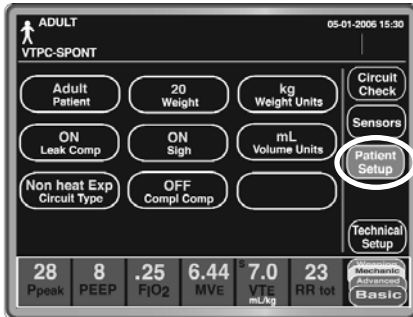 ADULT
05-01-2006 15:30
VTPC-SPONT
Adult
Patient
20
Weight
kg
Weight Units
Circuit
Check
ON
Leak Comp
ON
Sigh
mL
Volume Units
Sensors
Patient
Setup
Non heat Exp
Circuit Type
OFF
Compl Comp
Technical
Setup
28
Ppeak
8
PEEP
.25
FIO2
6.44
MVE
s 7.0
VTE
mL/kg
23
RR tot
Warning
Mechanic
Advanced
Basic